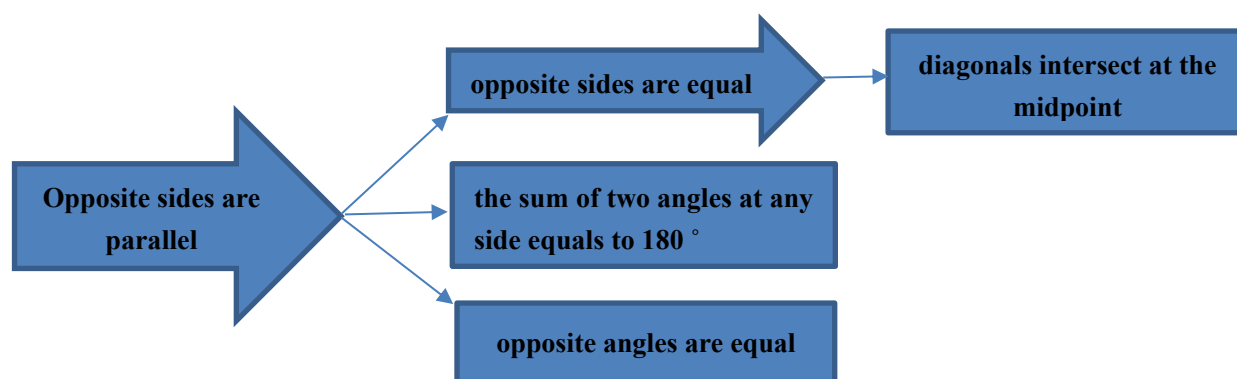 opposite sides are equal
diagonals intersect at the
midpoint
Opposite sides are
parallel
the sum of two angles at any
side equals to 180 °
opposite angles are equal